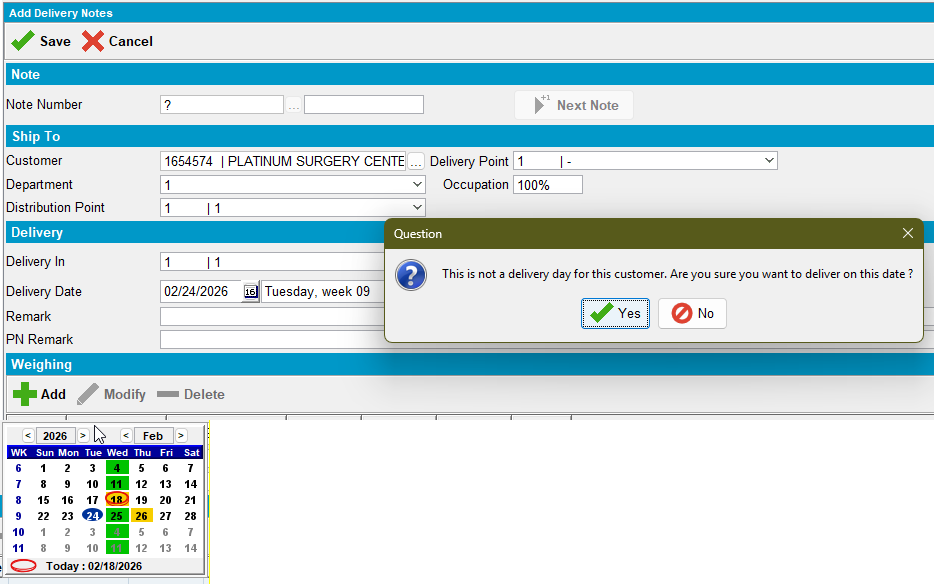 Add Delivery Notes
Save Cancel
Note
Note Number ? ... +1 Next Note
Ship To
Customer 1654574 | PLATINUM SURGERY CENTE ... Delivery Point 1 | -
Department 1 Occupation 100%
Distribution Point 1 | 1
Delivery
Delivery In 1 | 1
Delivery Date 02/24/2026 16 Tuesday, week 09
Remark
PN Remark
Question
This is not a delivery day for this customer. Are you sure you want to deliver on this date ?
Yes No
Weighing
Add Modify Delete
< 2026 > < Feb >
WK Sun Mon Tue Wed Thu Fri Sat
6 1 2 3 4 5 6 7
7 8 9 10 11 12 13 14
8 15 16 17 18 19 20 21
9 22 23 24 25 26 27 28
10 1 2 3 4 5 6 7
11 8 9 10 11 12 13 14
Today : 02/18/2026